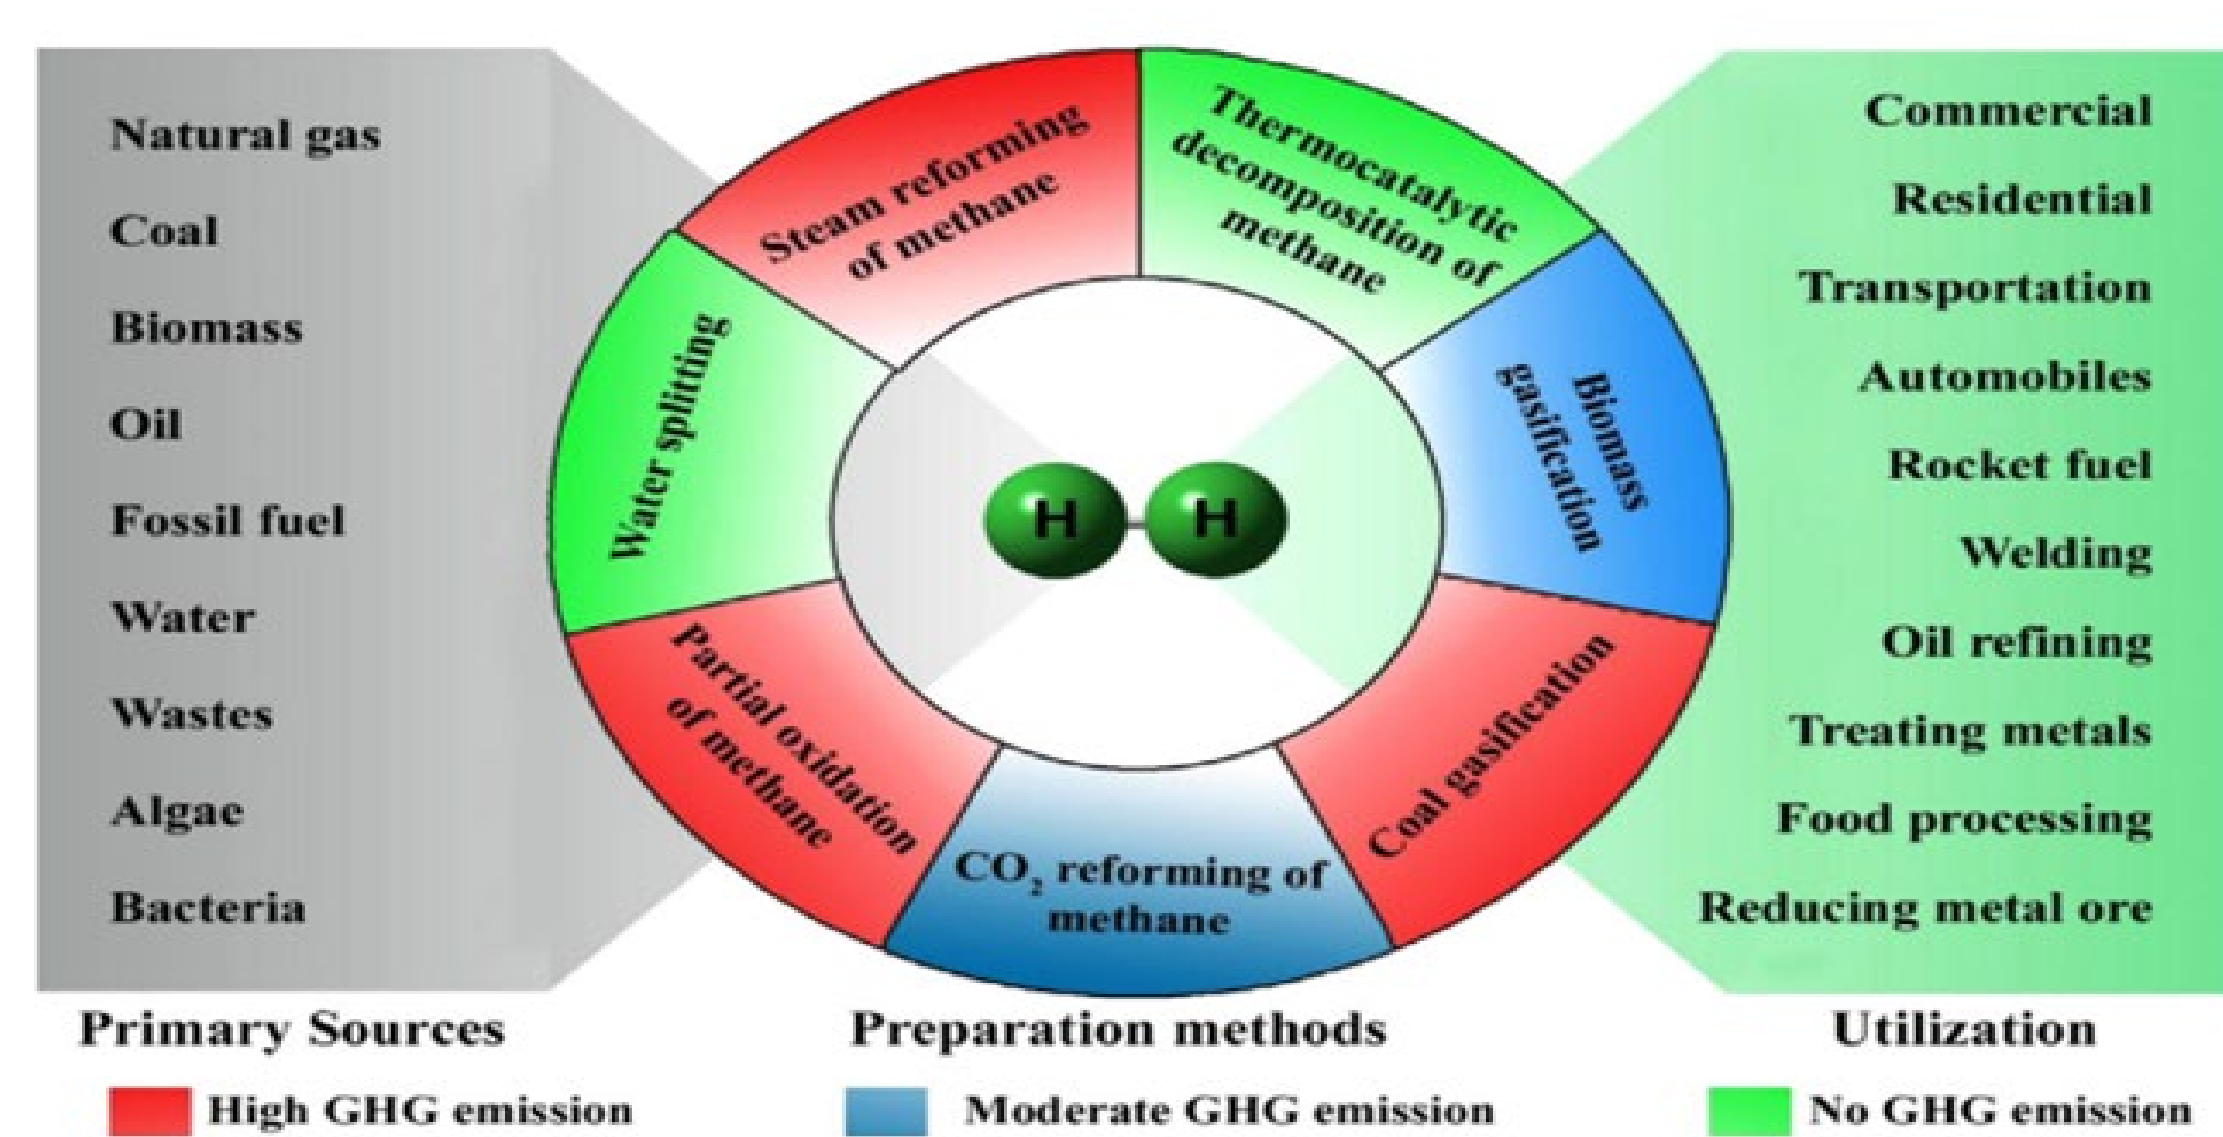 Natural gas
Coal
Biomass
Oil
Fossil fuel
Water
Wastes
Algae
Bacteria
Primary Sources
Steam reforming
of methane
Thermocatalytic
decomposition of
methane
Biomass
gasification
Coal gasification
CO₂ reforming of
methane
Partial oxidation
of methane
Water splitting
H H
Preparation methods
Commercial
Residential
Transportation
Automobiles
Rocket fuel
Welding
Oil refining
Treating metals
Food processing
Reducing metal ore
Utilization
High GHG emission
Moderate GHG emission
No GHG emission